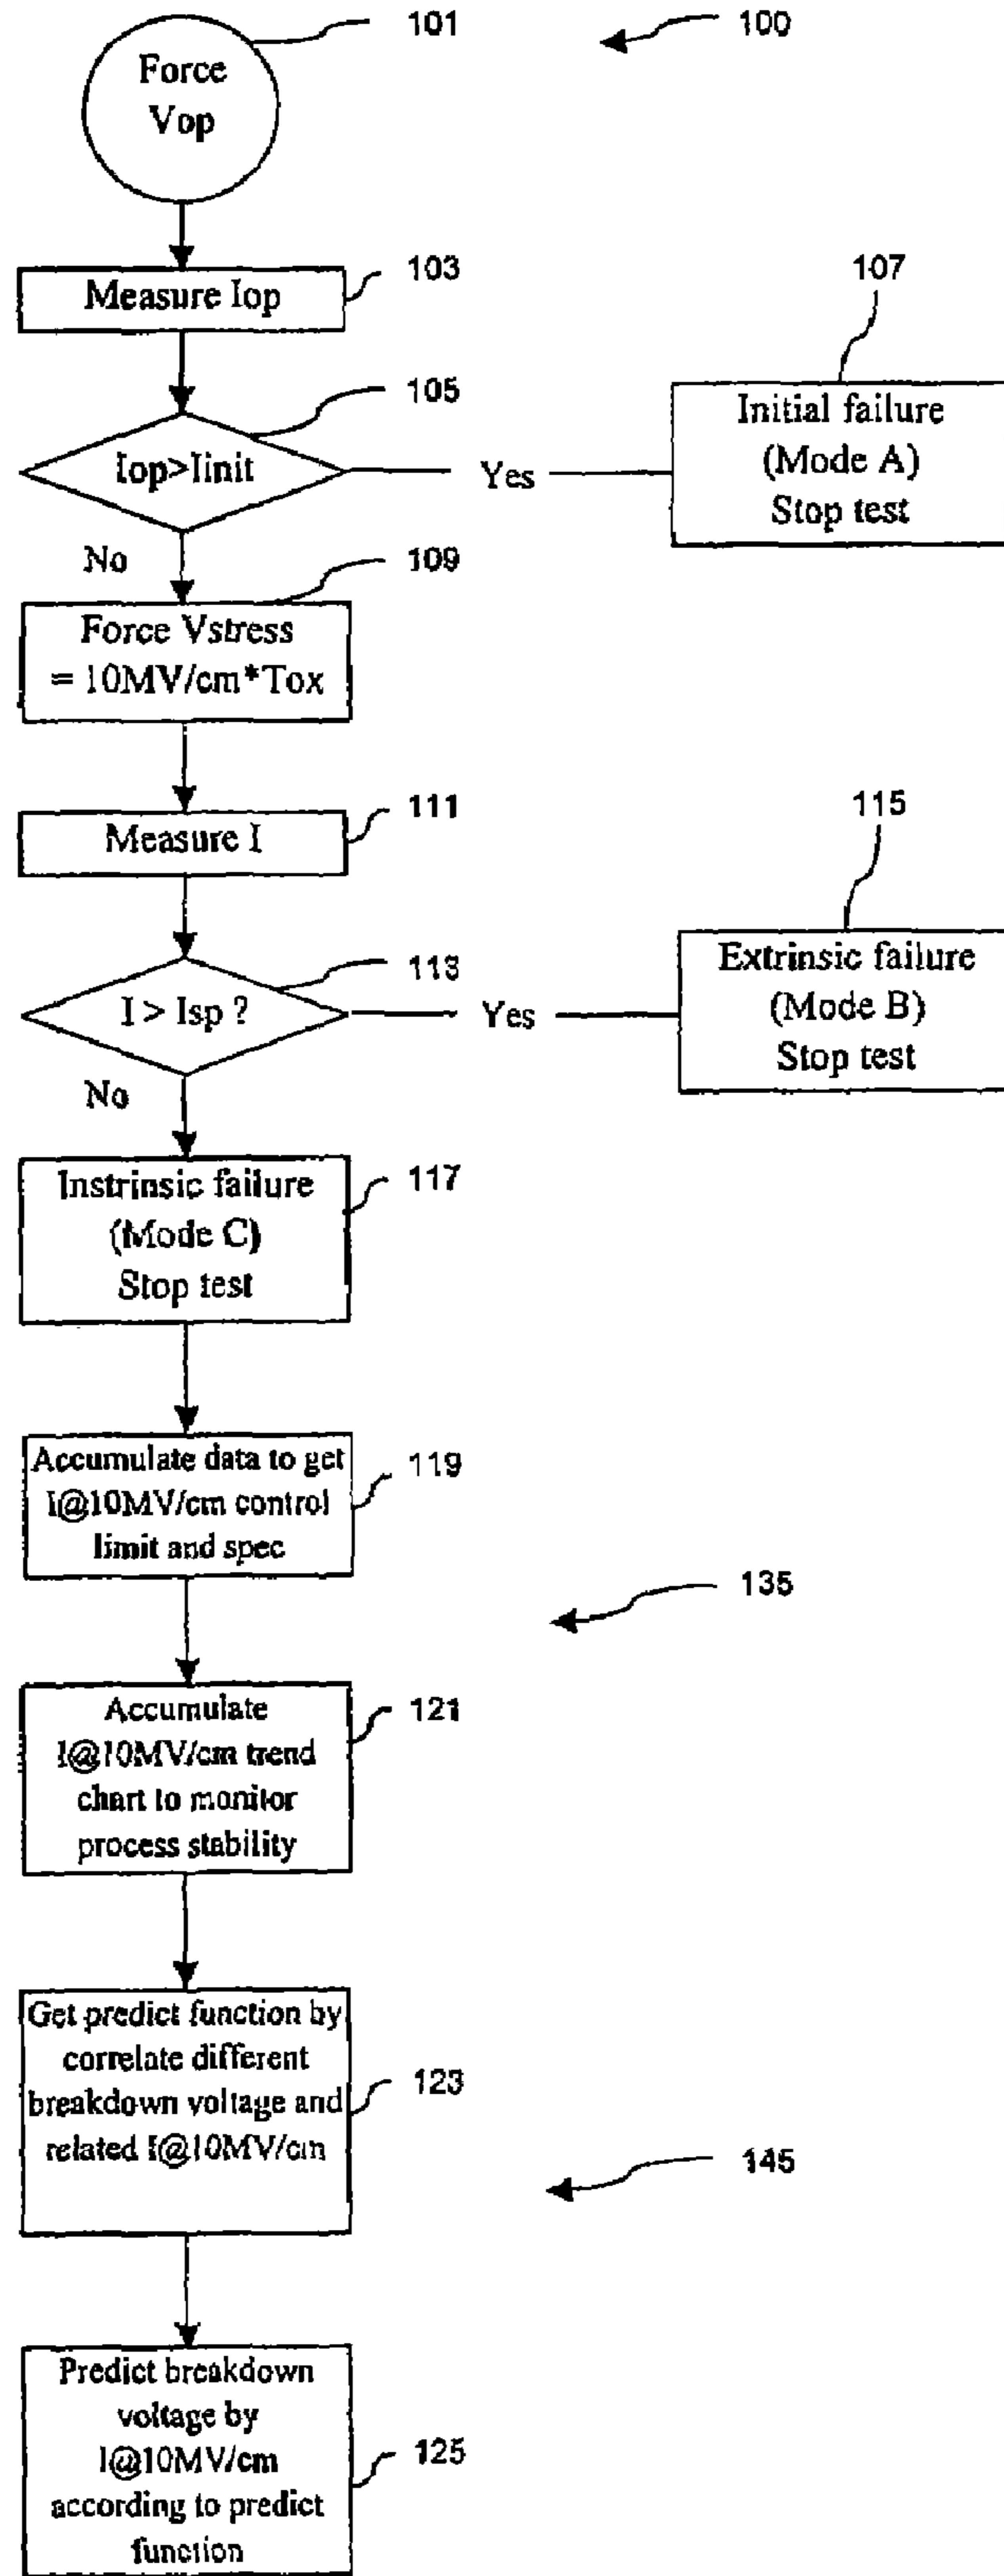 101
100
Force
Vop
103
Measure Iop
107
105
Initial failure
(Mode A)
Stop test
Iop>Iinit
Yes
No
109
Force Vstress
= 10MV/cm*Tox
111
Measure I
115
113
Extrinsic failure
(Mode B)
Stop test
I > Isp ?
Yes
No
Instrinsic failure
(Mode C)
Stop test
117
Accumulate data to get
I@10MV/cm control
limit and spec
119
135
Accumulate
I@10MV/cm trend
chart to monitor
process stability
121
Get predict function by
correlate different
breakdown voltage and
related I@10MV/cm
123
145
Predict breakdown
voltage by
I@10MV/cm
according to predict
function
125